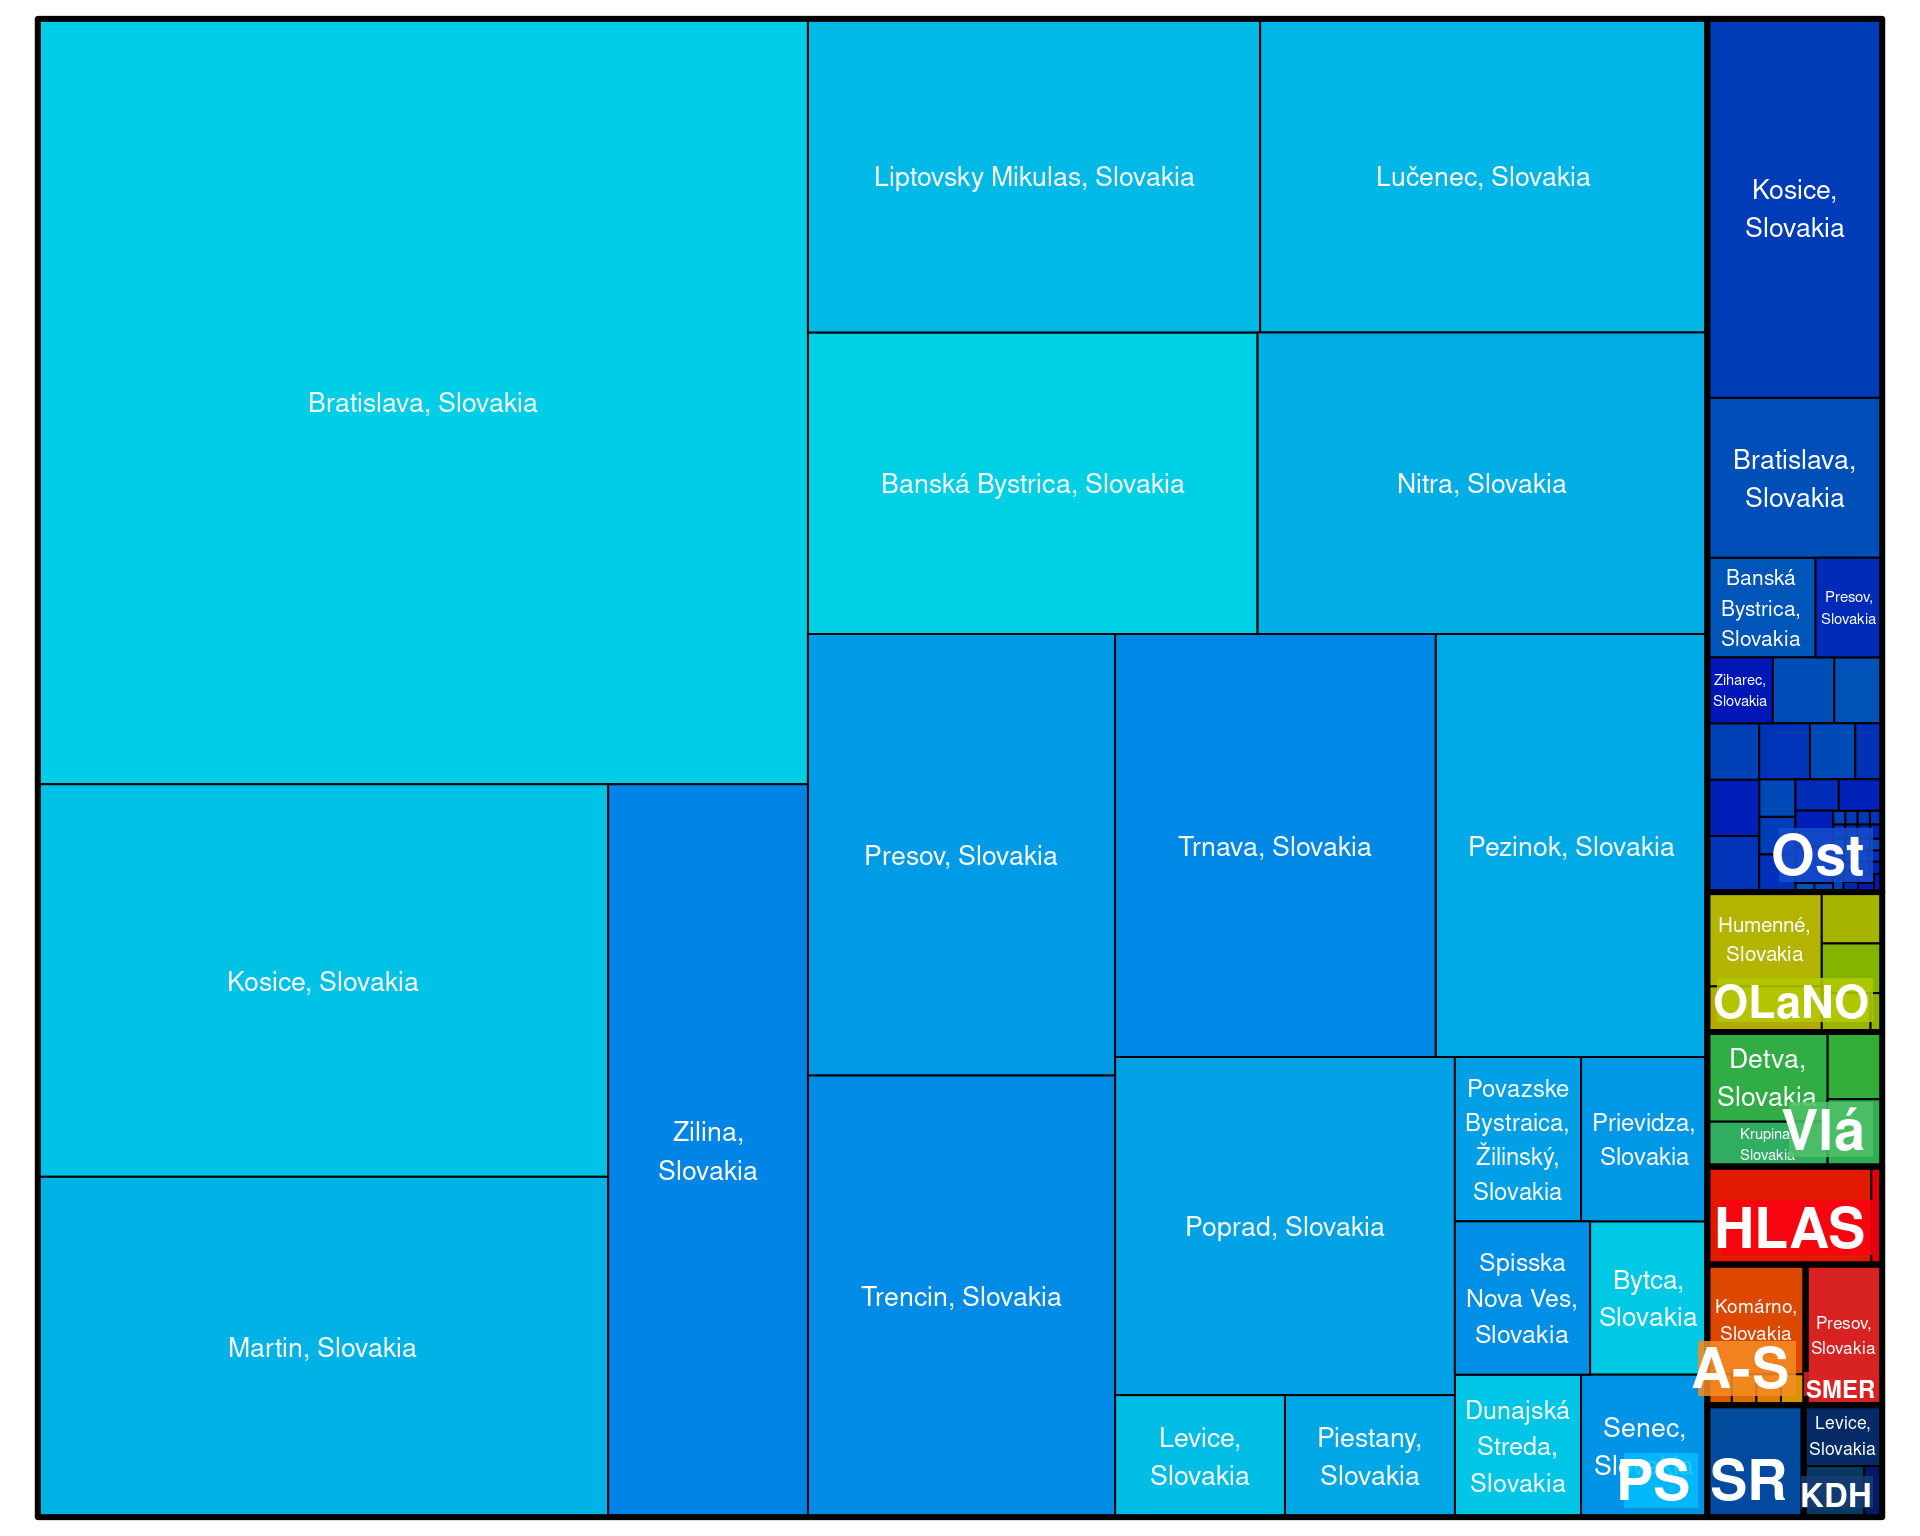 Bratislava, Slovakia
Liptovsky Mikulas, Slovakia
Lučenec, Slovakia
Banská Bystrica, Slovakia
Nitra, Slovakia
Kosice, Slovakia
Martin, Slovakia
Zilina,
Slovakia
Presov, Slovakia
Trnava, Slovakia
Pezinok, Slovakia
Trencin, Slovakia
Poprad, Slovakia
Povazske
Bystraica,
Žilinský,
Slovakia
Prievidza,
Slovakia
Spisska
Nova Ves,
Slovakia
Bytca,
Slovakia
Levice,
Slovakia
Piestany,
Slovakia
Dunajská
Streda,
Slovakia
Senec,
Slovakia
PS
Kosice,
Slovakia
Bratislava,
Slovakia
Banská
Bystrica,
Slovakia
Presov,
Slovakia
Ziharec,
Slovakia
Ost
Humenné,
Slovakia
OLaNO
Detva,
Slovakia
Krupina,
Slovakia
Vlá
HLAS
Komárno,
Slovakia
A-S
Presov,
Slovakia
SMER
SR
Levice,
Slovakia
KDH